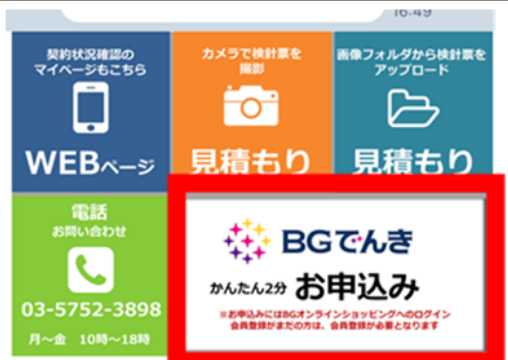 16:49
契約状況確認の
マイページもこちら
WEBページ
カメラで検針票を
撮影
見積もり
画像フォルダから検針票を
アップロード
見積もり
電話
お問い合わせ
03-5752-3898
月~金 10時~18時
BGでんき
かんたん2分 お申込み
※お申込みにはBGオンラインショッピングへのログイン
会員登録がまだの方は、会員登録が必要となります